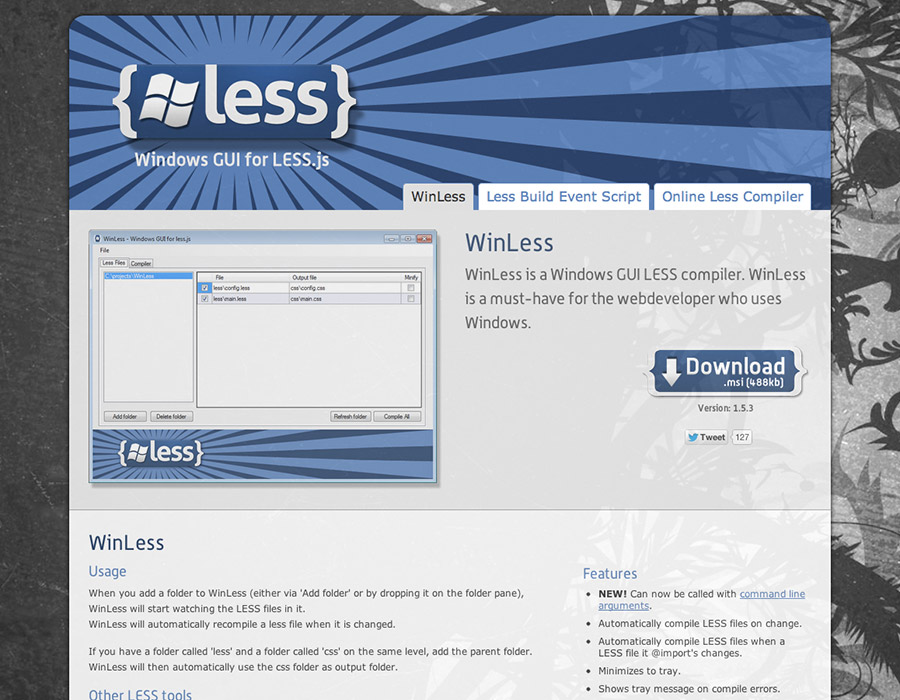 {less}
Windows GUI for LESS.js
WinLess
Less Build Event Script
Online Less Compiler
WinLess - Windows GUI for less.js
File
Less Files
Compiler
C:\projects\WinLess
File
Output file
Minify
less\config.less
css\config.css
less\main.less
css\main.css
Add folder
Delete folder
Refresh folder
Compile All
{less}
WinLess
WinLess is a Windows GUI LESS compiler. WinLess
is a must-have for the webdeveloper who uses
Windows.
Download
.msi (488kb)
Version: 1.5.3
Tweet
127
WinLess
Usage
When you add a folder to WinLess (either via 'Add folder' or by dropping it on the folder pane),
WinLess will start watching the LESS files in it.
WinLess will automatically recompile a less file when it is changed.
If you have a folder called 'less' and a folder called 'css' on the same level, add the parent folder.
WinLess will then automatically use the css folder as output folder.
Other LESS tools
Features
• NEW! Can now be called with command line
arguments.
• Automatically compile LESS files on change.
• Automatically compile LESS files when a
LESS file it @import's changes.
• Minimizes to tray.
• Shows tray message on compile errors.